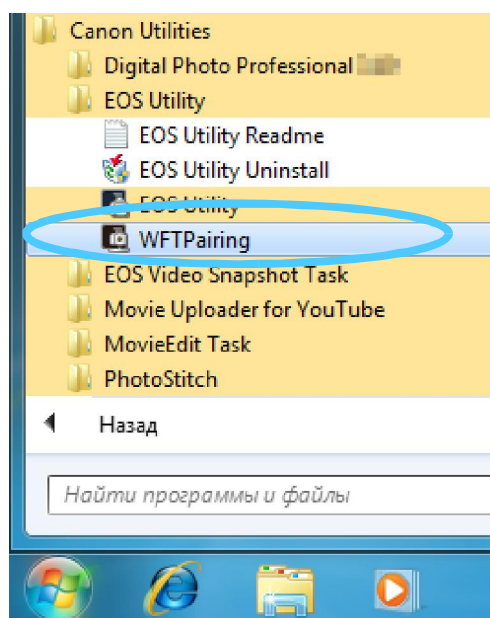 Canon Utilities
Digital Photo Professional
EOS Utility
EOS Utility Readme
EOS Utility Uninstall
EOS Utility
WFTPairing
EOS Video Snapshot Task
Movie Uploader for YouTube
MovieEdit Task
PhotoStitch
Назад
Найти программы и файлы